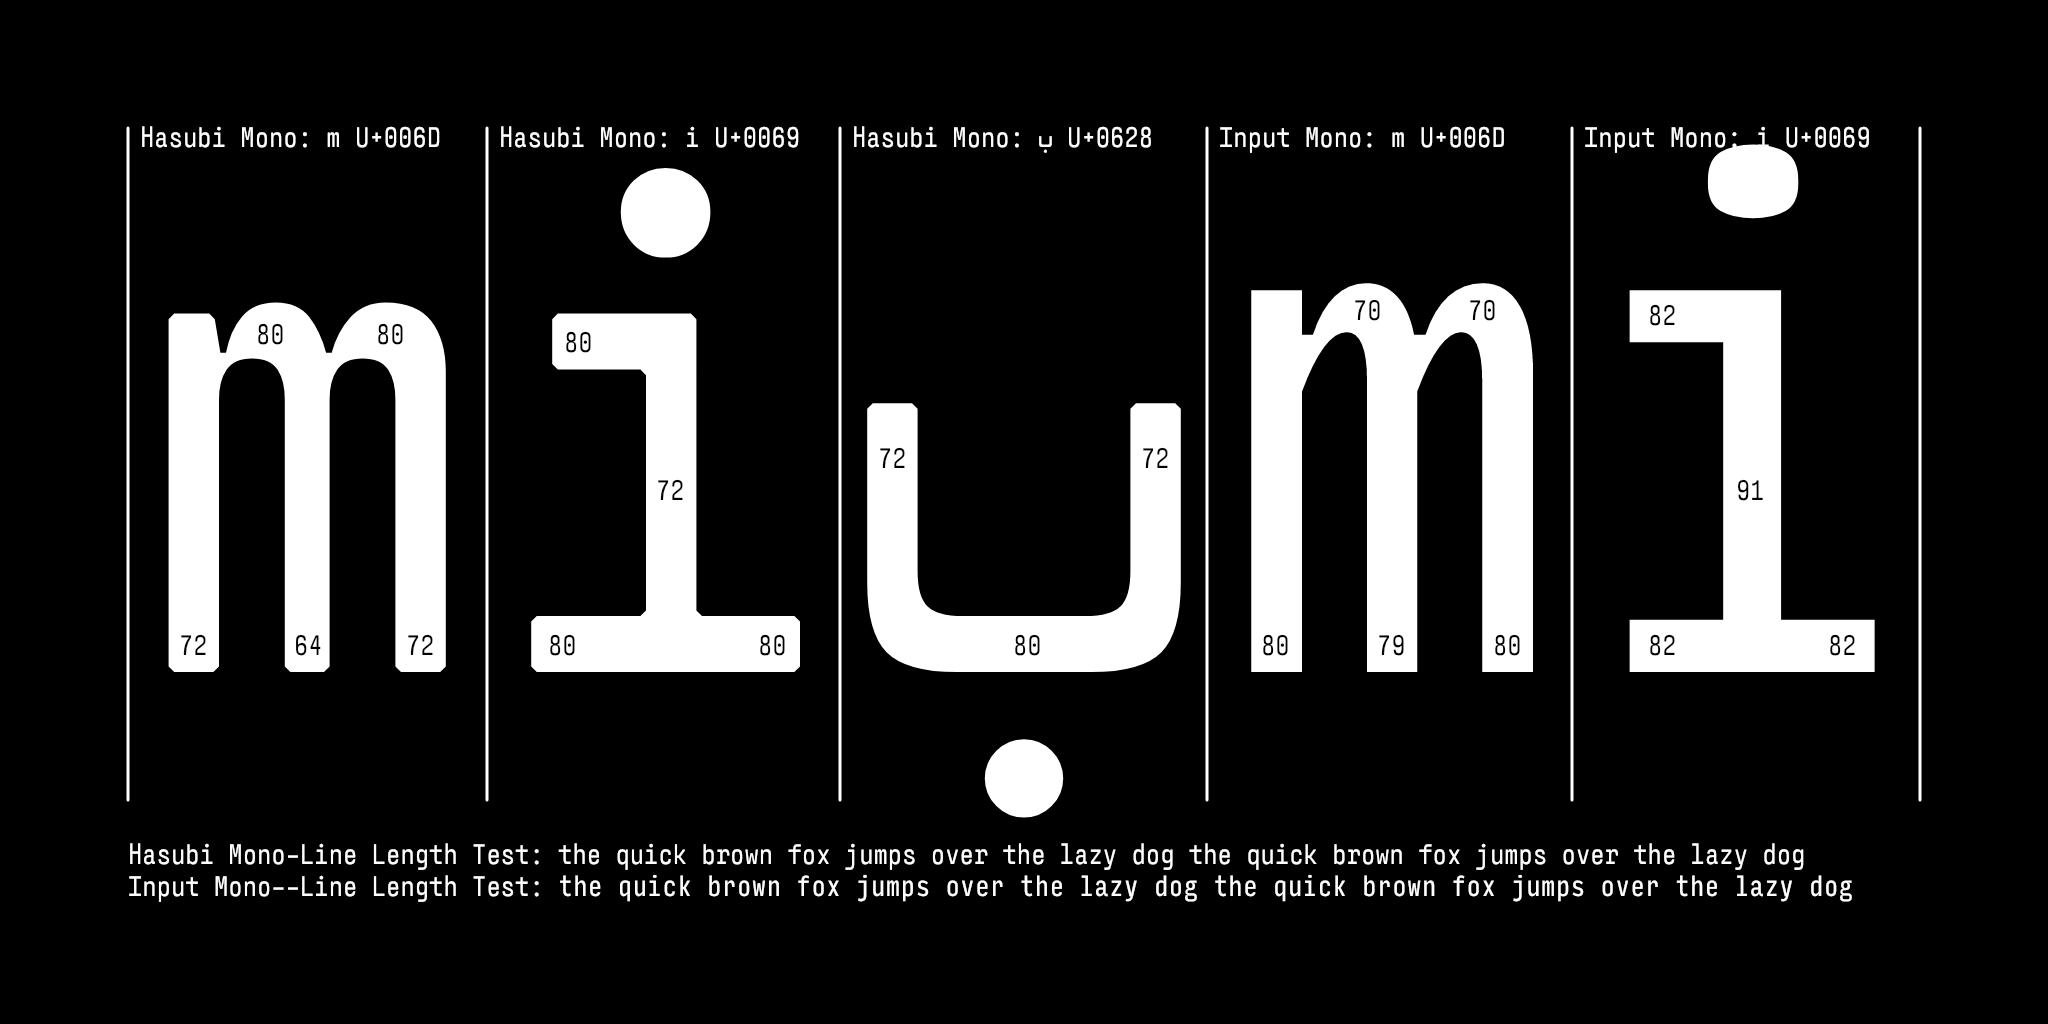 Hasubi Mono: m U+006D
Hasubi Mono: i U+0069
Hasubi Mono: ب U+0628
Input Mono: m U+006D
Input Mono: i U+0069
m
80 80
72 64 72
i
80
72
80 80
ب
72 72
80
m
70 70
80 79 80
i
82
91
82 82
Hasubi Mono-Line Length Test: the quick brown fox jumps over the lazy dog the quick brown fox jumps over the lazy dog
Input Mono--Line Length Test: the quick brown fox jumps over the lazy dog the quick brown fox jumps over the lazy dog